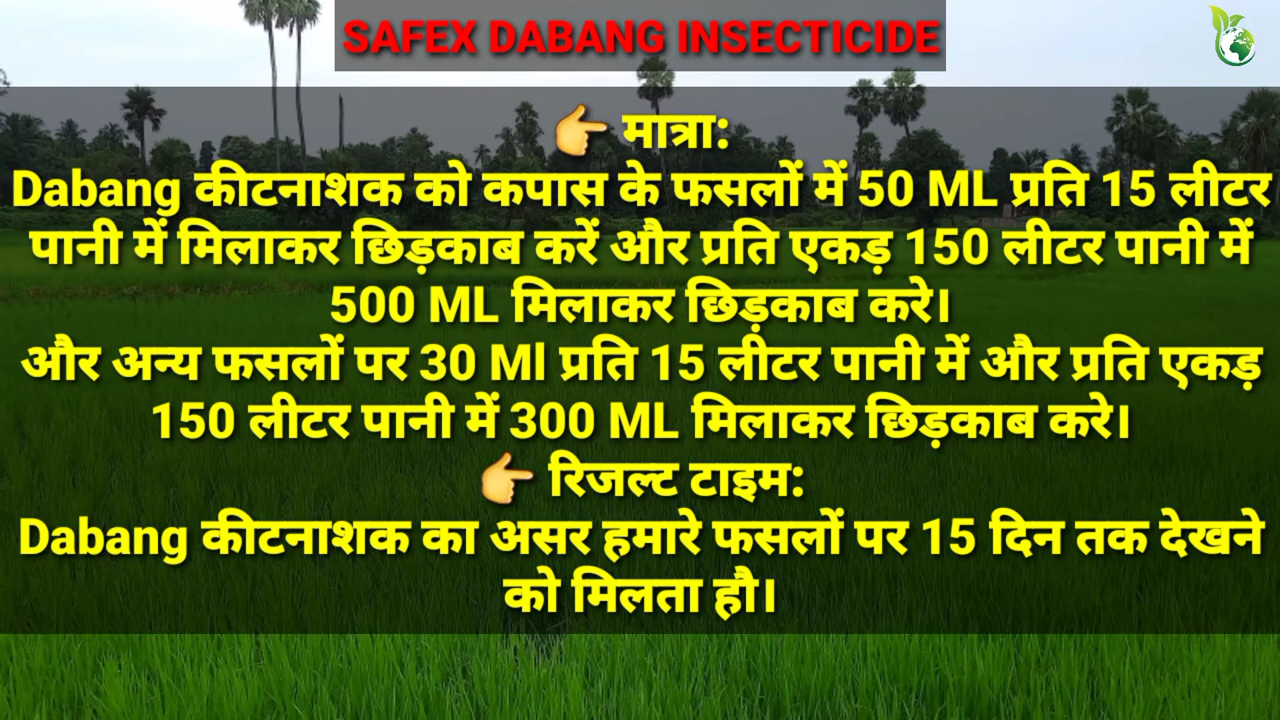 SAFEX DABANG INSECTICIDE
👉 मात्रा:
Dabang कीटनाशक को कपास के फसलों में 50 ML प्रति 15 लीटर
पानी में मिलाकर छिड़काब करें और प्रति एकड़ 150 लीटर पानी में
500 ML मिलाकर छिड़काब करे।
और अन्य फसलों पर 30 Ml प्रति 15 लीटर पानी में और प्रति एकड़
150 लीटर पानी में 300 ML मिलाकर छिड़काब करे।
👉 रिजल्ट टाइम:
Dabang कीटनाशक का असर हमारे फसलों पर 15 दिन तक देखने
को मिलता हौ।